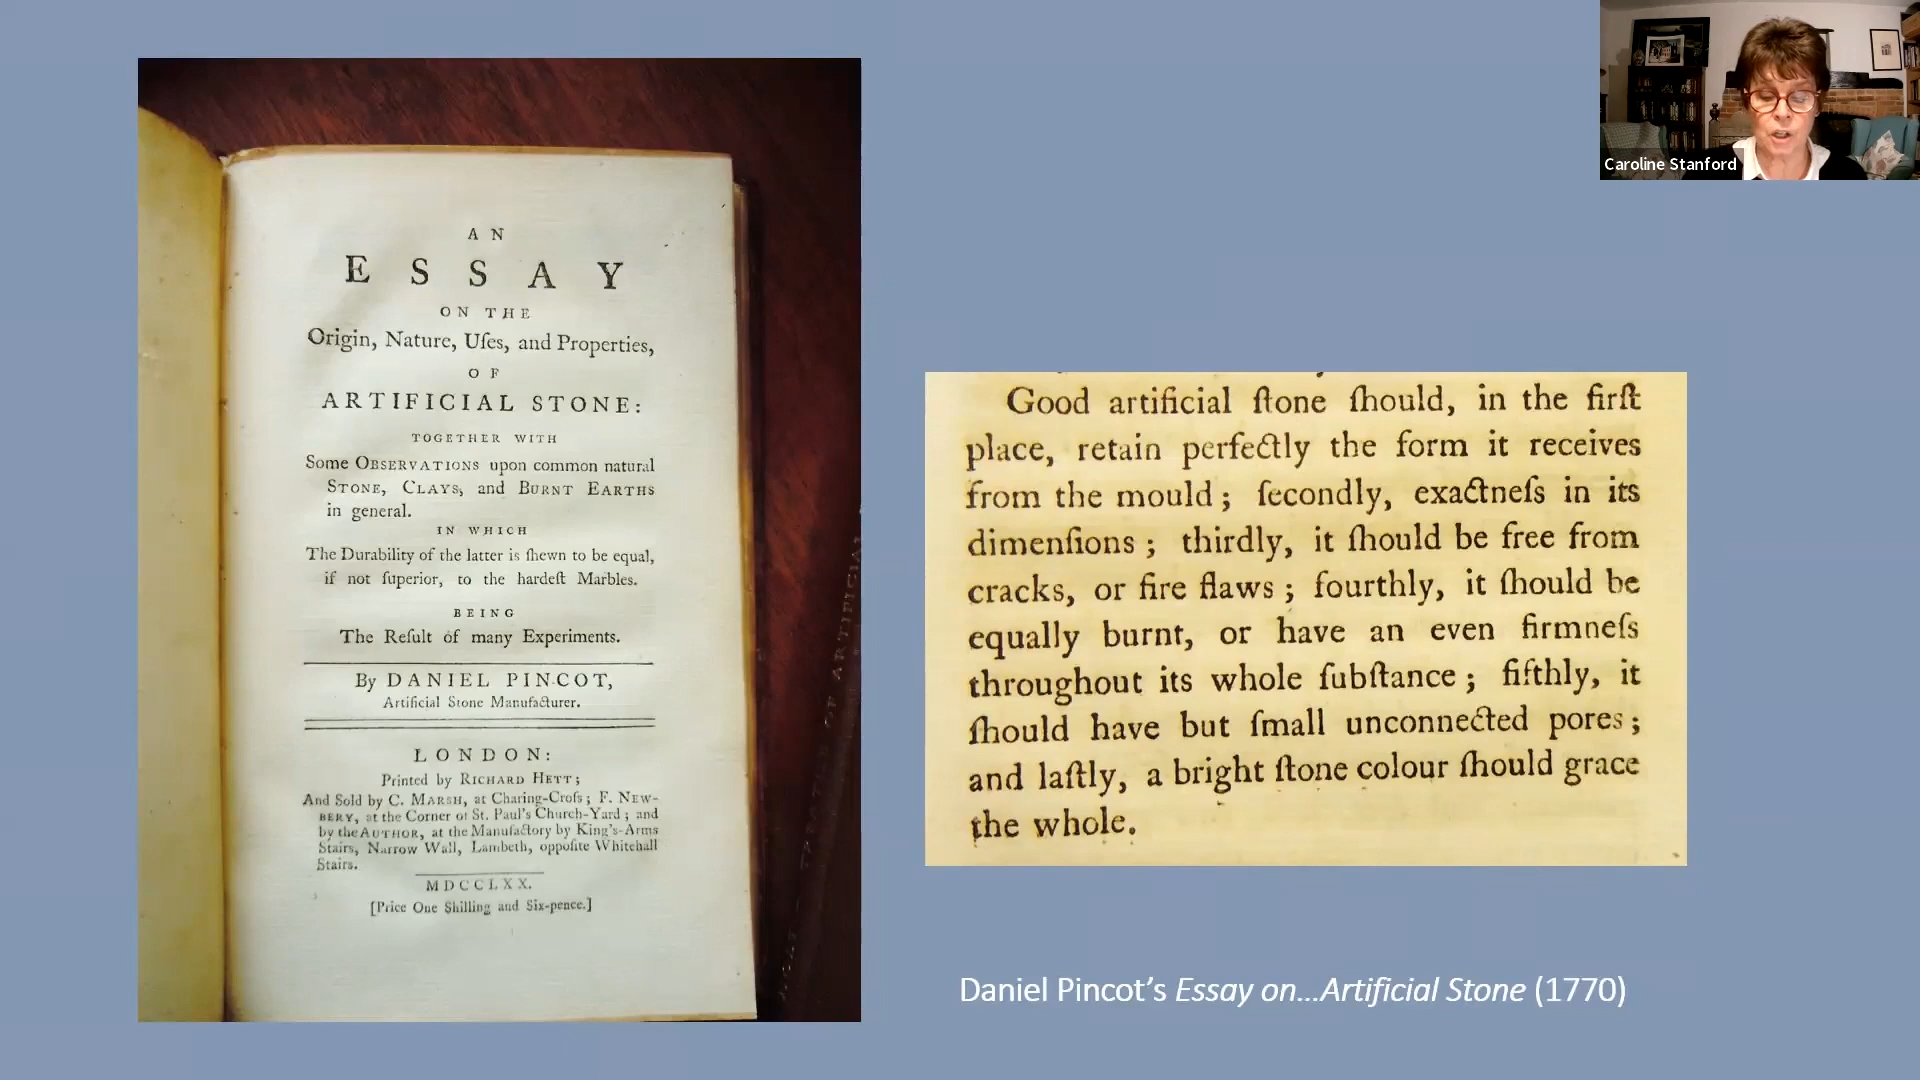 AN
ESSAY
ON THE
Origin, Nature, Uſes, and Properties,
OF
ARTIFICIAL STONE:
TOGETHER WITH
Some OBSERVATIONS upon common natural
STONE, CLAYS, and BURNT EARTHS
in general.
IN WHICH
The Durability of the latter is ſhewn to be equal,
if not ſuperior, to the hardeſt Marbles.
BEING
The Reſult of many Experiments.
By DANIEL PINCOT,
Artificial Stone Manufacturer.
LONDON:
Printed by RICHARD HETT;
And Sold by C. MARSH, at Charing-Croſs; F. NEW-
BERY, at the Corner of St. Paul's Church-Yard; and
by the AUTHOR, at the Manufactory by King's-Arms
Stairs, Narrow Wall, Lambeth, oppoſite Whitehall
Stairs.
MDCCLXX.
[Price One Shilling and Six-pence.]
Good artificial ſtone ſhould, in the firſt
place, retain perfectly the form it receives
from the mould; ſecondly, exactneſs in its
dimenſions; thirdly, it ſhould be free from
cracks, or fire flaws; fourthly, it ſhould be
equally burnt, or have an even firmneſs
throughout its whole ſubſtance; fifthly, it
ſhould have but ſmall unconnected pores;
and laſtly, a bright ſtone colour ſhould grace
the whole.
Daniel Pincot’s Essay on...Artificial Stone (1770)
Caroline Stanford